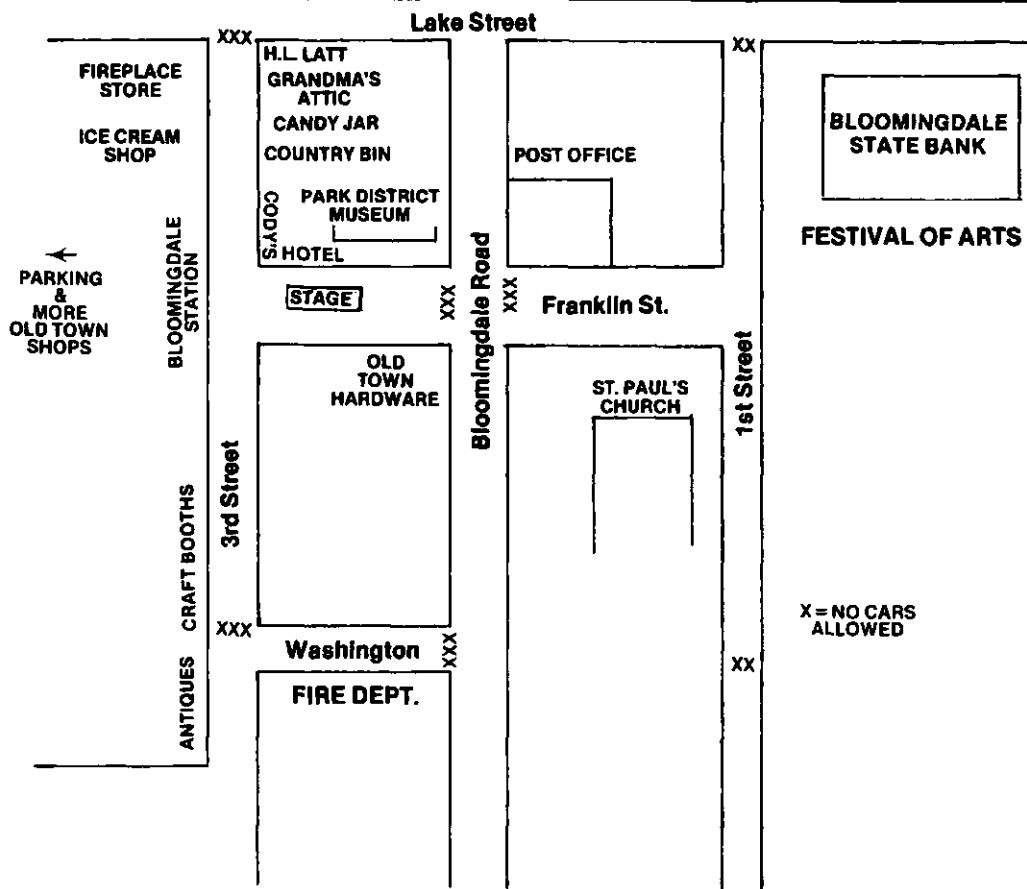 Lake Street
XXX
XX
H.L. LATT
GRANDMA'S
ATTIC
CANDY JAR
COUNTRY BIN
PARK DISTRICT
MUSEUM
CODY'S
HOTEL
FIREPLACE
STORE
ICE CREAM
SHOP
BLOOMINGDALE
STATION
←
PARKING
&
MORE
OLD TOWN
SHOPS
POST OFFICE
BLOOMINGDALE
STATE BANK
FESTIVAL OF ARTS
STAGE
XXX
XXX
Franklin St.
Bloomingdale Road
OLD
TOWN
HARDWARE
ST. PAUL'S
CHURCH
1st Street
3rd Street
CRAFT BOOTHS
ANTIQUES
XXX
Washington
XXX
FIRE DEPT.
XX
X = NO CARS
ALLOWED